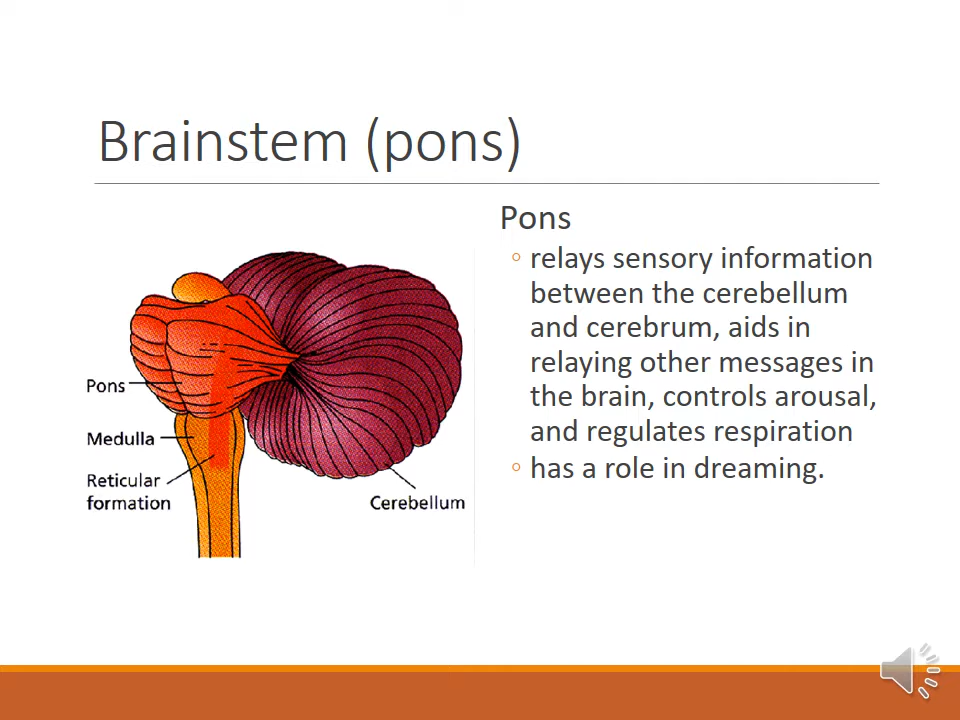 Brainstem (pons)
Pons
◦ relays sensory information
between the cerebellum
and cerebrum, aids in
relaying other messages in
the brain, controls arousal,
and regulates respiration
◦ has a role in dreaming.
Pons
Medulla
Reticular
formation
Cerebellum